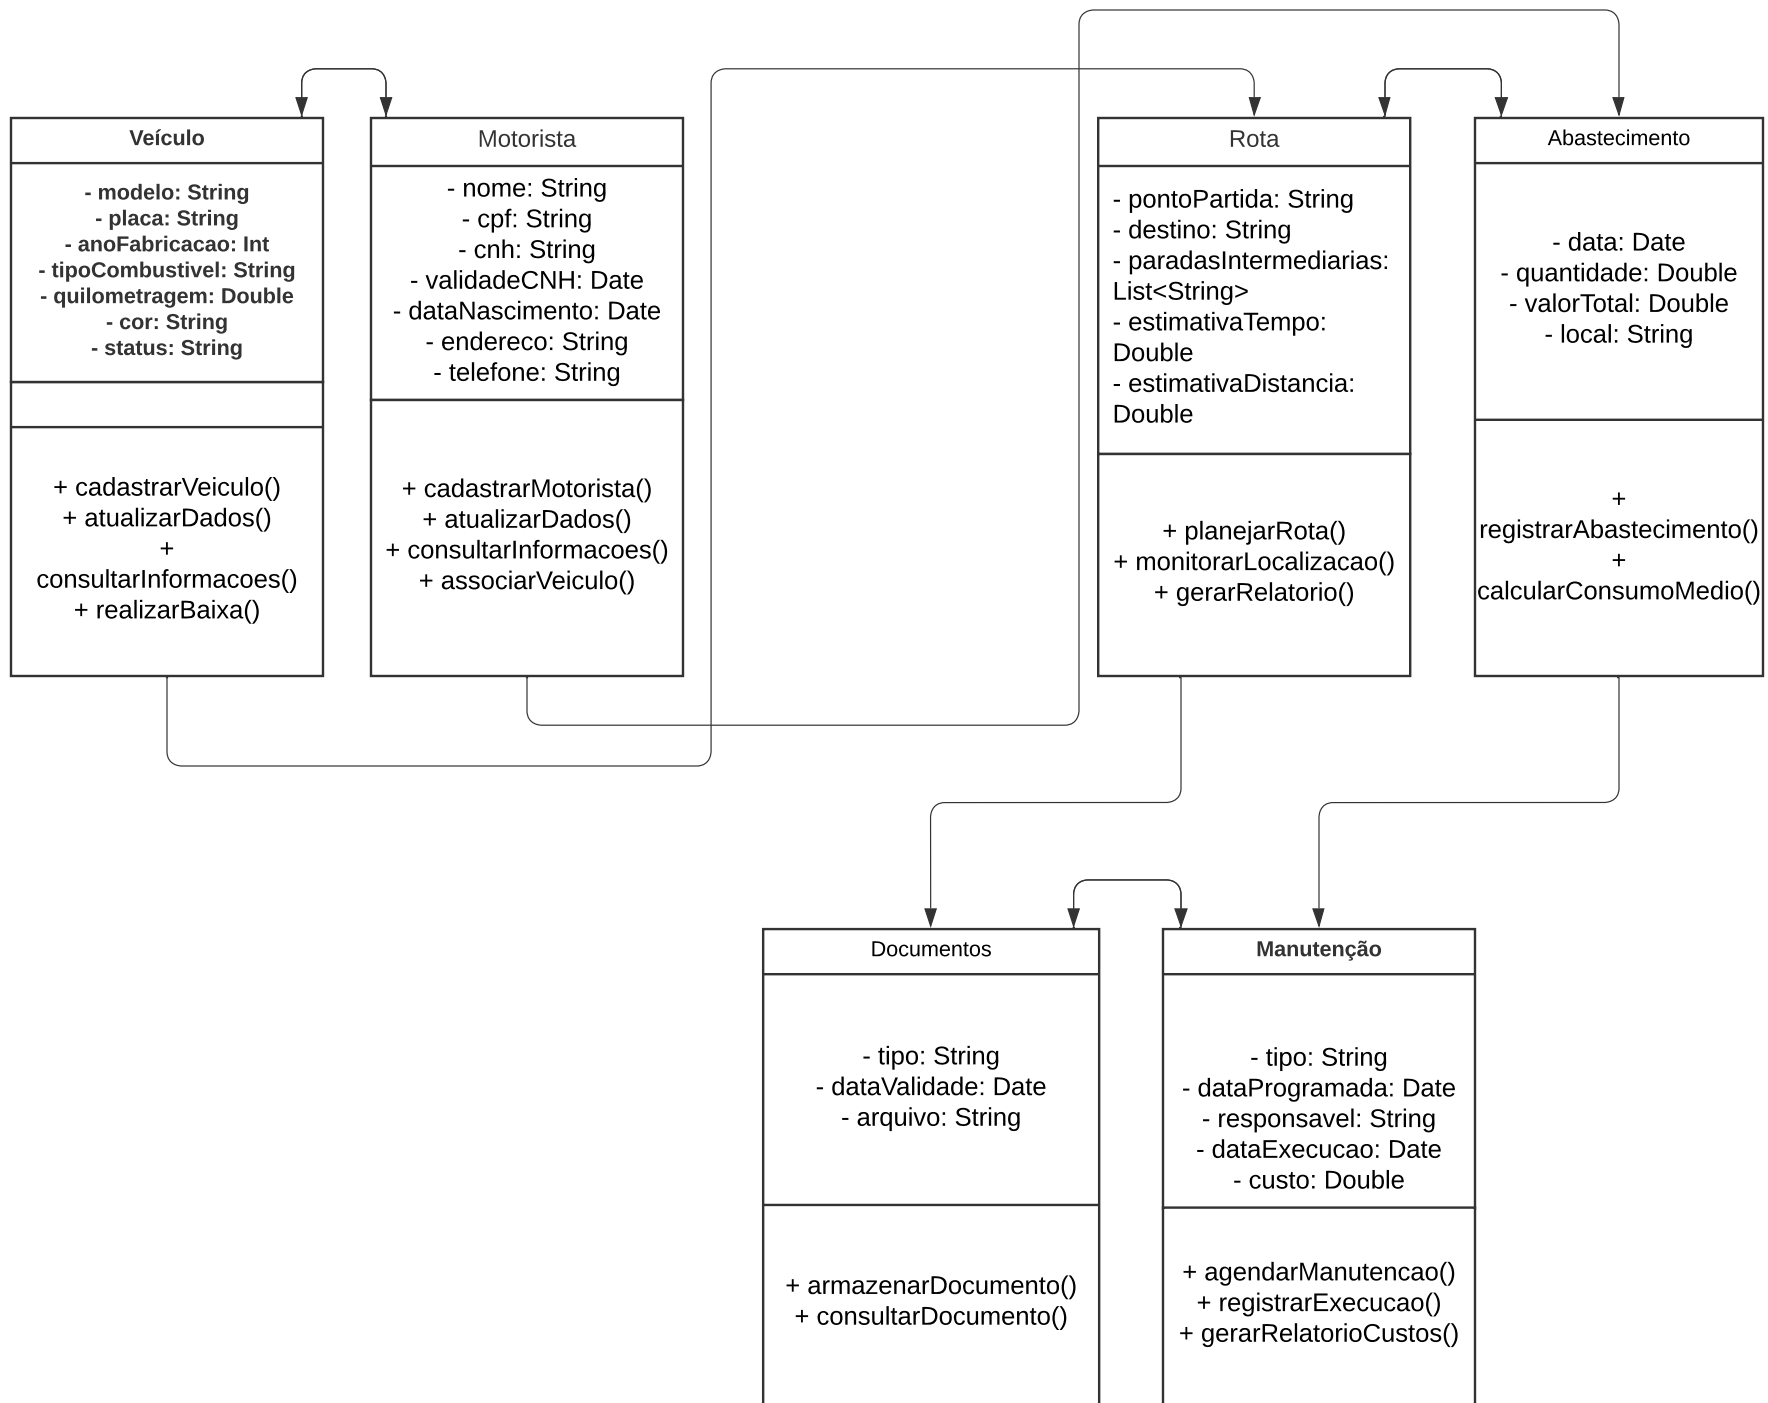 Veículo
- modelo: String
- placa: String
- anoFabricacao: Int
- tipoCombustivel: String
- quilometragem: Double
- cor: String
- status: String
+ cadastrarVeiculo()
+ atualizarDados()
+
consultarInformacoes()
+ realizarBaixa()
Motorista
- nome: String
- cpf: String
- cnh: String
- validadeCNH: Date
- dataNascimento: Date
- endereco: String
- telefone: String
+ cadastrarMotorista()
+ atualizarDados()
+ consultarInformacoes()
+ associarVeiculo()
Rota
- pontoPartida: String
- destino: String
- paradasIntermediarias:
List<String>
- estimativaTempo:
Double
- estimativaDistancia:
Double
+ planejarRota()
+ monitorarLocalizacao()
+ gerarRelatorio()
Abastecimento
- data: Date
- quantidade: Double
- valorTotal: Double
- local: String
+
registrarAbastecimento()
+
calcularConsumoMedio()
Documentos
- tipo: String
- dataValidade: Date
- arquivo: String
+ armazenarDocumento()
+ consultarDocumento()
Manutenção
- tipo: String
- dataProgramada: Date
- responsavel: String
- dataExecucao: Date
- custo: Double
+ agendarManutencao()
+ registrarExecucao()
+ gerarRelatorioCustos()